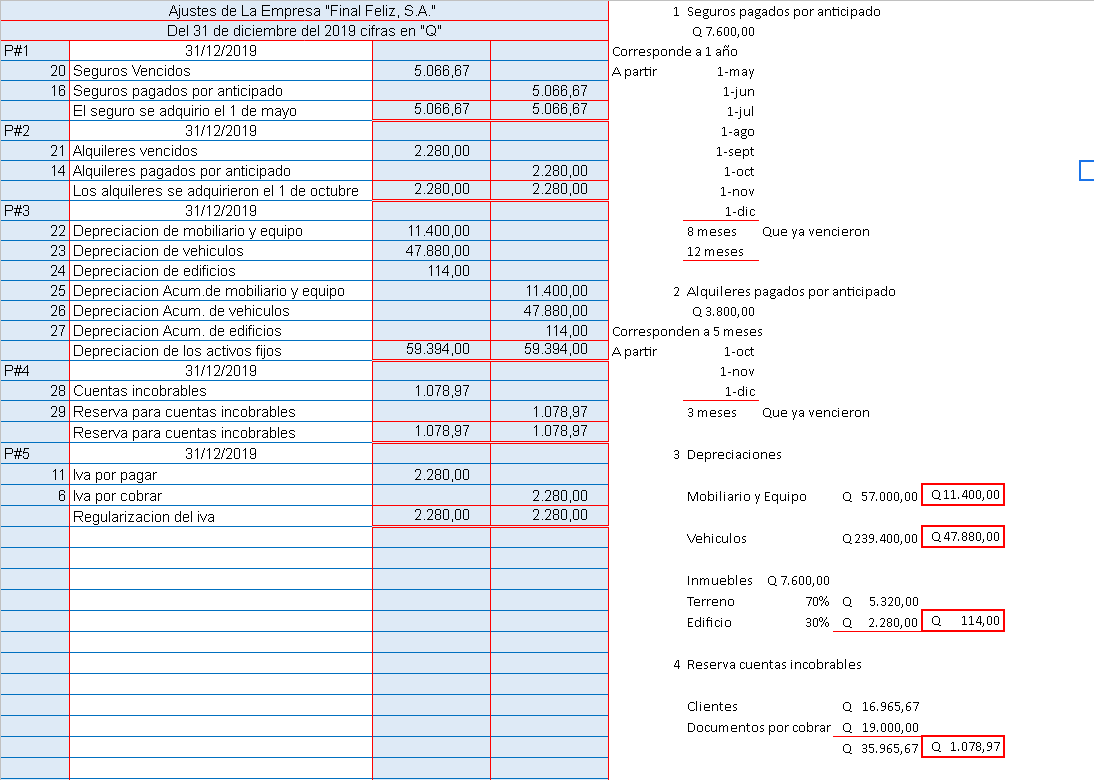 Ajustes de La Empresa "Final Feliz, S.A."
Del 31 de diciembre del 2019 cifras en "Q"
P#1 31/12/2019
20 Seguros Vencidos 5.066,67
16 Seguros pagados por anticipado 5.066,67
El seguro se adquirio el 1 de mayo 5.066,67 5.066,67
P#2 31/12/2019
21 Alquileres vencidos 2.280,00
14 Alquileres pagados por anticipado 2.280,00
Los alquileres se adquirieron el 1 de octubre 2.280,00 2.280,00
P#3 31/12/2019
22 Depreciacion de mobiliario y equipo 11.400,00
23 Depreciacion de vehiculos 47.880,00
24 Depreciacion de edificios 114,00
25 Depreciacion Acum.de mobiliario y equipo 11.400,00
26 Depreciacion Acum. de vehiculos 47.880,00
27 Depreciacion Acum. de edificios 114,00
Depreciacion de los activos fijos 59.394,00 59.394,00
P#4 31/12/2019
28 Cuentas incobrables 1.078,97
29 Reserva para cuentas incobrables 1.078,97
Reserva para cuentas incobrables 1.078,97 1.078,97
P#5 31/12/2019
11 Iva por pagar 2.280,00
6 Iva por cobrar 2.280,00
Regularizacion del iva 2.280,00 2.280,00
1 Seguros pagados por anticipado
Q 7.600,00
Corresponde a 1 año
A partir 1-may
1-jun
1-jul
1-ago
1-sept
1-oct
1-nov
1-dic
8 meses Que ya vencieron
12 meses
2 Alquileres pagados por anticipado
Q 3.800,00
Corresponden a 5 meses
A partir 1-oct
1-nov
1-dic
3 meses Que ya vencieron
3 Depreciaciones
Mobiliario y Equipo Q 57.000,00 Q 11.400,00
Vehiculos Q 239.400,00 Q 47.880,00
Inmuebles Q 7.600,00
Terreno 70% Q 5.320,00
Edificio 30% Q 2.280,00 Q 114,00
4 Reserva cuentas incobrables
Clientes Q 16.965,67
Documentos por cobrar Q 19.000,00
Q 35.965,67 Q 1.078,97